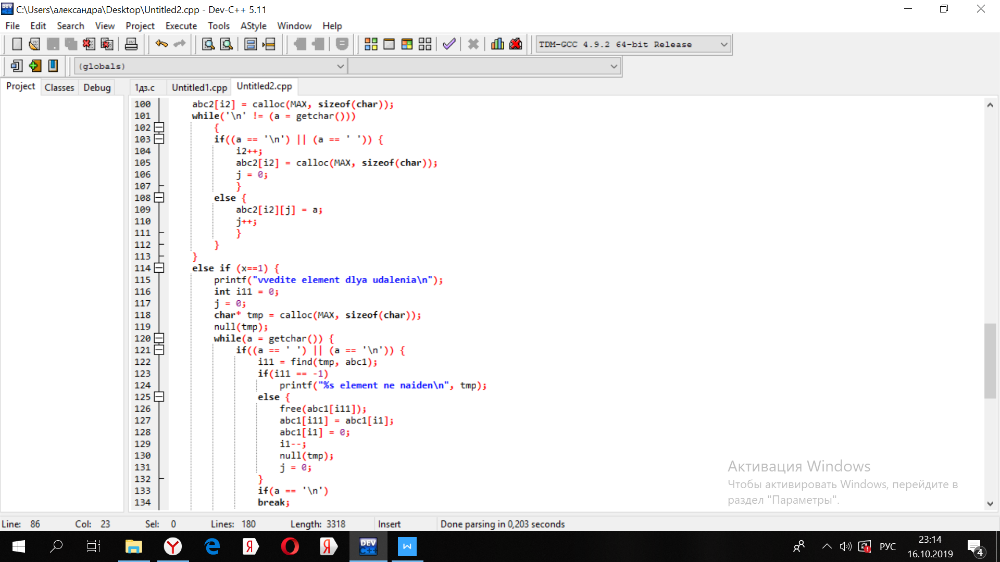 C:\Users\александра\Desktop\Untitled2.cpp - Dev-C++ 5.11
File Edit Search View Project Execute Tools AStyle Window Help
TDM-GCC 4.9.2 64-bit Release
(globals)
Project Classes Debug 1дз.c Untitled1.cpp Untitled2.cpp
100 abc2[i2] = calloc(MAX, sizeof(char));
101 while('\n' != (a = getchar()))
102 {
103 if((a == '\n') || (a == ' ')) {
104 i2++;
105 abc2[i2] = calloc(MAX, sizeof(char));
106 j = 0;
107 }
108 else {
109 abc2[i2][j] = a;
110 j++;
111 }
112 }
113 }
114 else if (x==1) {
115 printf("vvedite element dlya udalenia\n");
116 int i11 = 0;
117 j = 0;
118 char* tmp = calloc(MAX, sizeof(char));
119 null(tmp);
120 while(a = getchar()) {
121 if((a == ' ') || (a == '\n')) {
122 i11 = find(tmp, abc1);
123 if(i11 == -1)
124 printf("%s element ne naiden\n", tmp);
125 else {
126 free(abc1[i11]);
127 abc1[i11] = abc1[i1];
128 abc1[i1] = 0;
129 i1--;
130 null(tmp);
131 j = 0;
132 }
133 if(a == '\n')
134 break;
Активация Windows
Чтобы активировать Windows, перейдите в
раздел "Параметры".
Line: 86 Col: 23 Sel: 0 Lines: 180 Length: 3318 Insert Done parsing in 0,203 seconds
DEV C++
РУС
23:14
16.10.2019
4